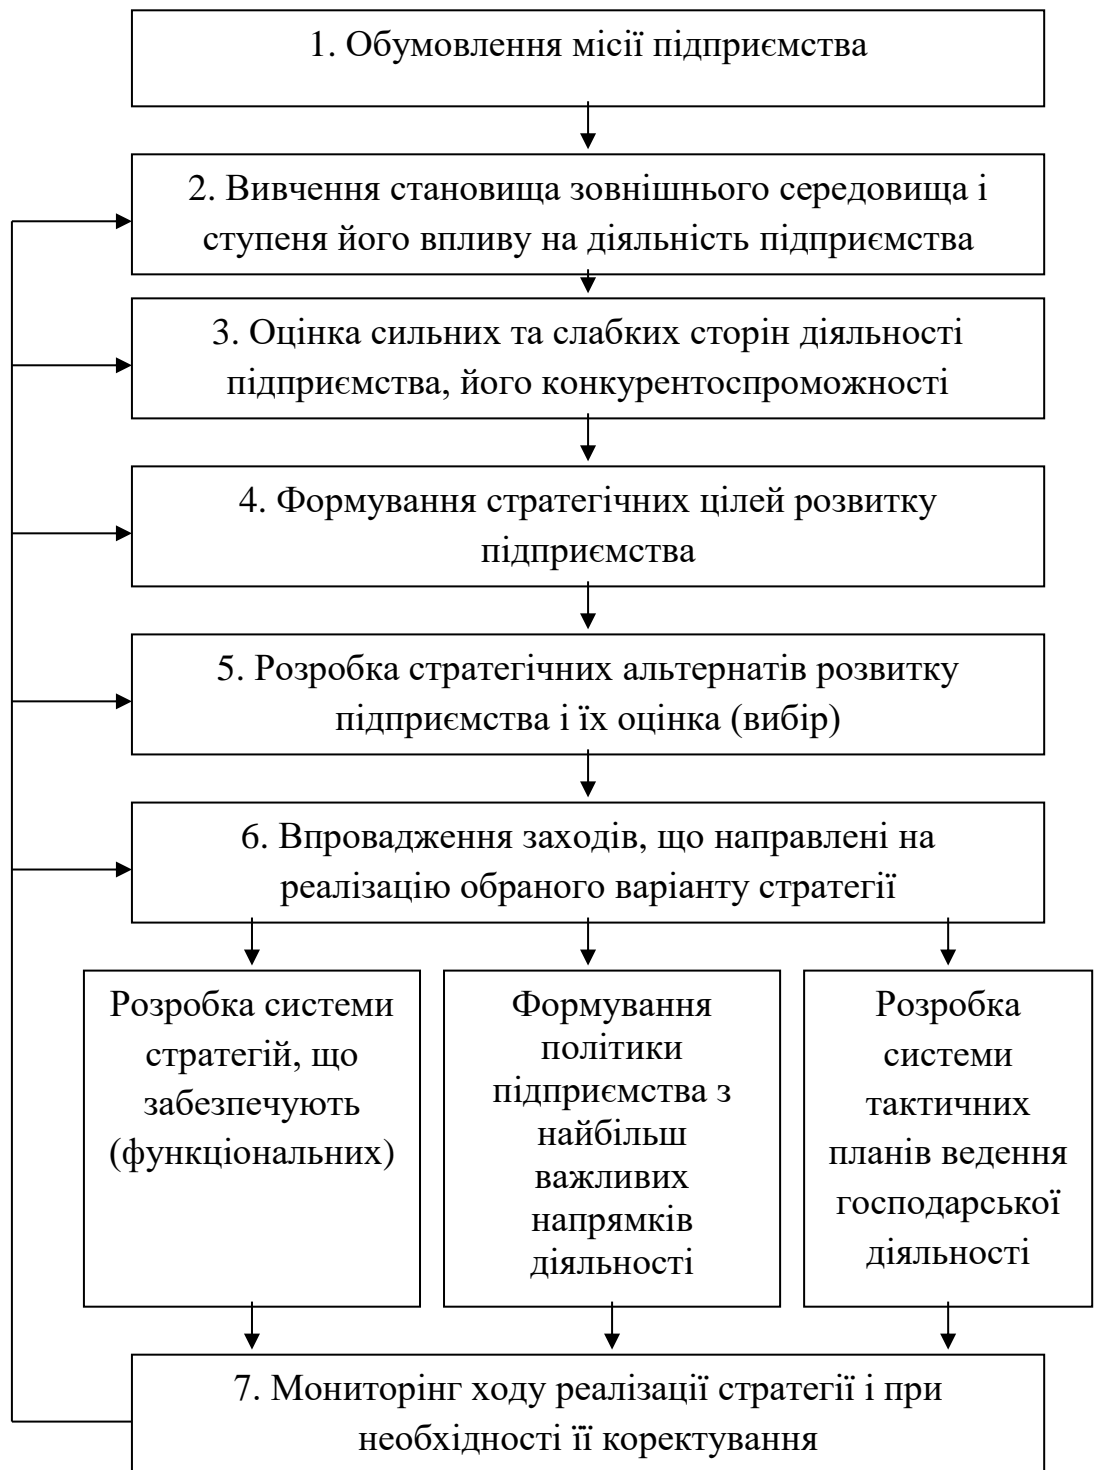 1. Обумовлення місії підприємства
2. Вивчення становища зовнішнього середовища і
ступеня його впливу на діяльність підприємства
3. Оцінка сильних та слабких сторін діяльності
підприємства, його конкурентоспроможності
4. Формування стратегічних цілей розвитку
підприємства
5. Розробка стратегічних альтернатів розвитку
підприємства і їх оцінка (вибір)
6. Впровадження заходів, що направлені на
реалізацію обраного варіанту стратегії
Розробка системи
стратегій, що
забезпечують
(функціональних)
Формування
політики
підприємства з
найбільш
важливих
напрямків
діяльності
Розробка
системи
тактичних
планів ведення
господарської
діяльності
7. Мониторінг ходу реалізації стратегії і при
необхідності її коректування